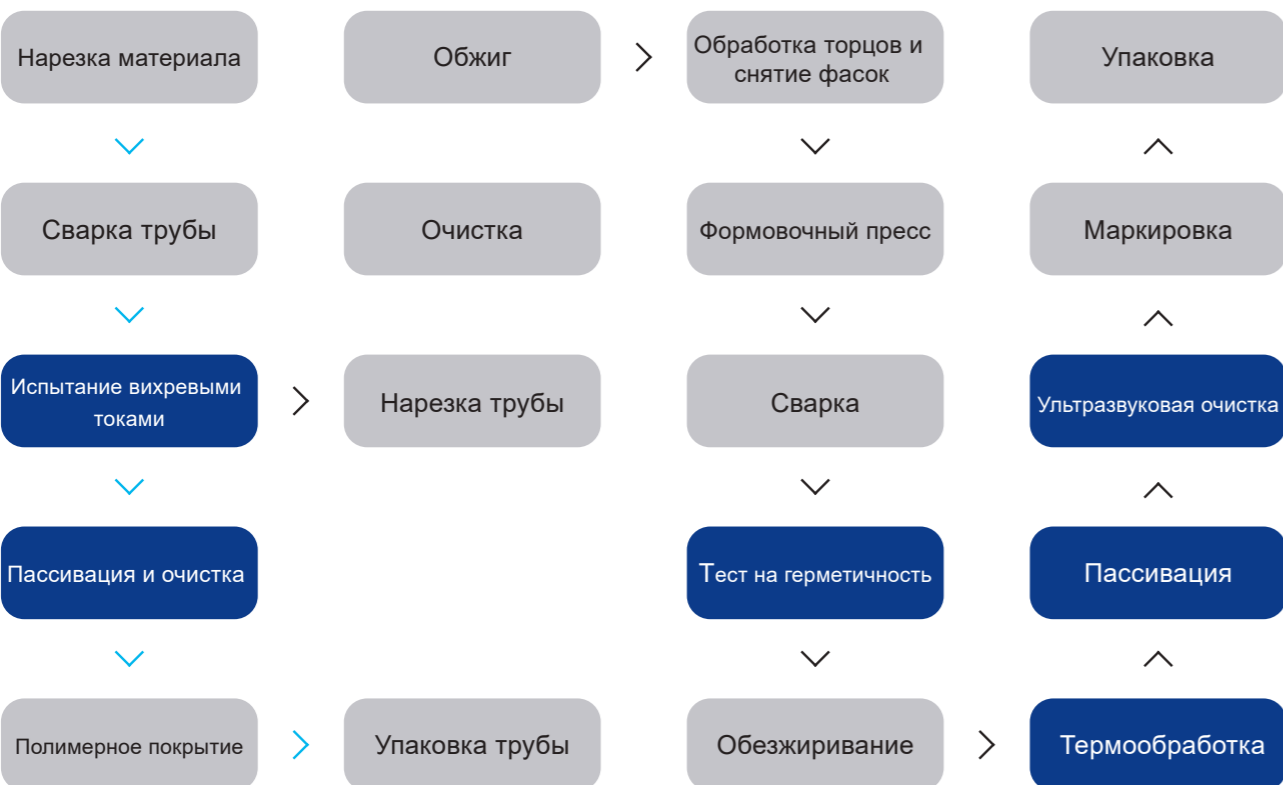 Нарезка материала
Обжиг
Обработка торцов и
снятие фасок
Упаковка
Сварка трубы
Очистка
Формовочный пресс
Маркировка
Испытание вихревыми
токами
Нарезка трубы
Сварка
Ультразвуковая очистка
Пассивация и очистка
Тест на герметичность
Пассивация
Полимерное покрытие
Упаковка трубы
Обезжиривание
Термообработка